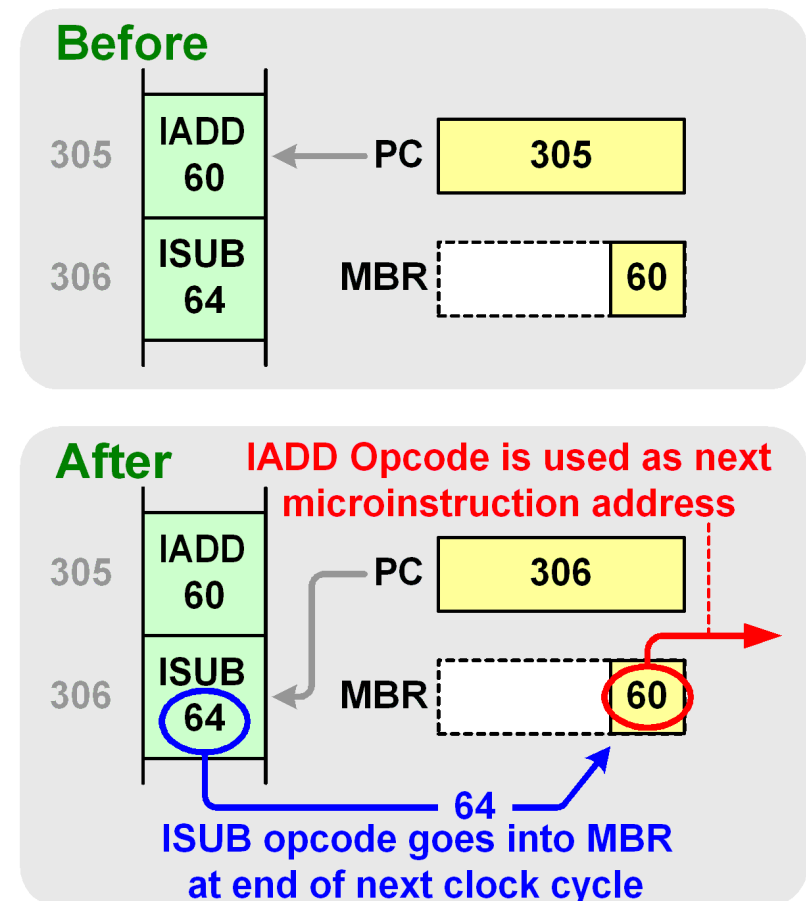 Before
305
IADD
60
PC
305
306
ISUB
64
MBR
60
After
IADD Opcode is used as next
microinstruction address
305
IADD
60
PC
306
306
ISUB
64
MBR
60
64
ISUB opcode goes into MBR
at end of next clock cycle